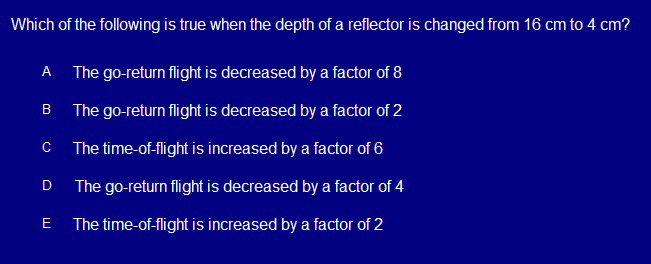 Which of the following is true when the depth of a reflector is changed from 16 cm to 4 cm?
A The go-return flight is decreased by a factor of 8
B The go-return flight is decreased by a factor of 2
C The time-of-flight is increased by a factor of 6
D The go-return flight is decreased by a factor of 4
E The time-of-flight is increased by a factor of 2